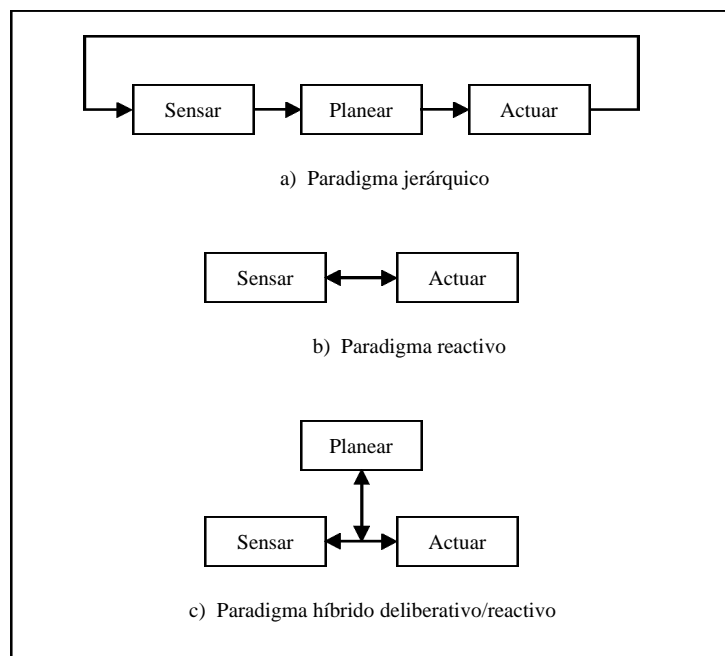 Sensar Planear Actuar
a) Paradigma jerárquico
Sensar Actuar
b) Paradigma reactivo
Planear
Sensar Actuar
c) Paradigma híbrido deliberativo/reactivo